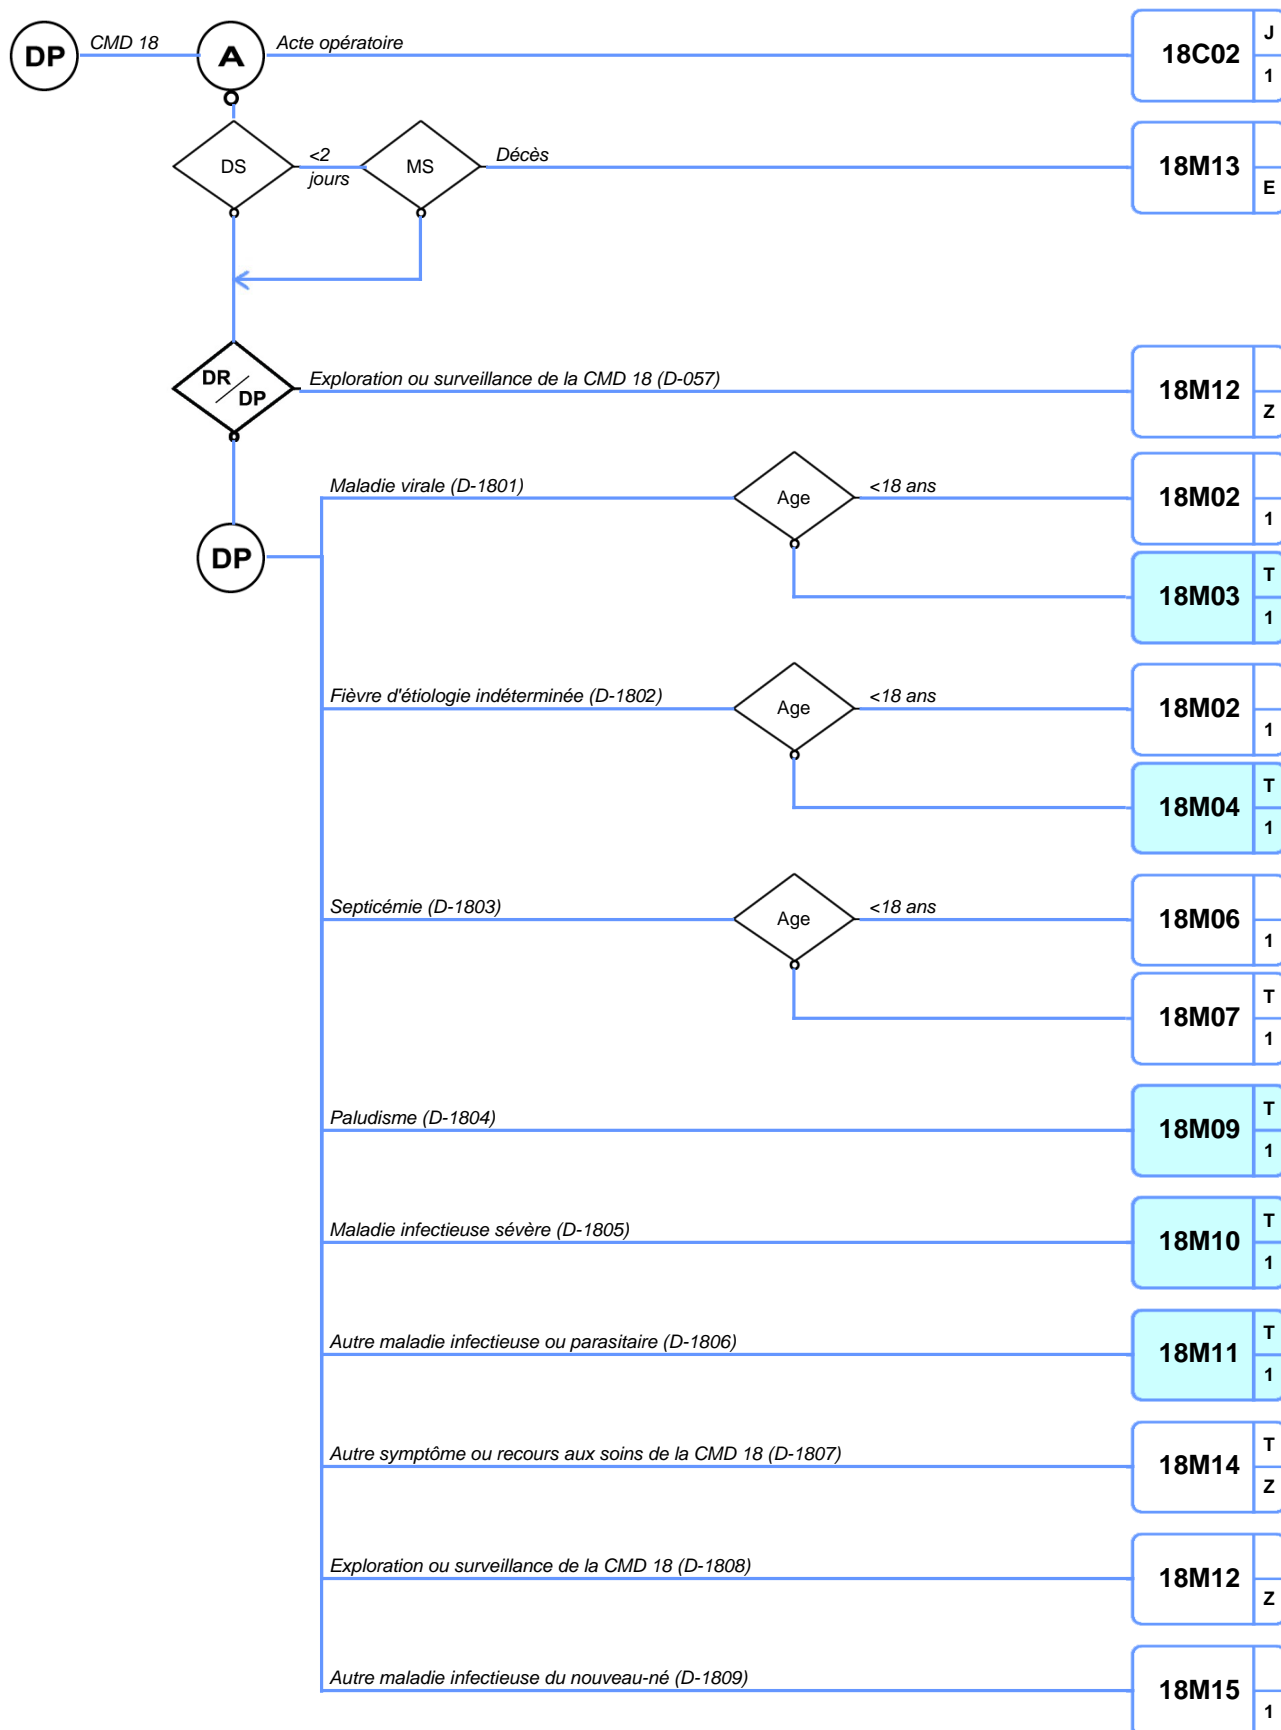 DP
CMD 18
A
Acte opératoire
18C02
J
1
DS
<2
jours
MS
Décès
18M13
E
DR
DP
Exploration ou surveillance de la CMD 18 (D-057)
18M12
Z
DP
Maladie virale (D-1801)
Age
<18 ans
18M02
1
18M03
T
1
Fièvre d'étiologie indéterminée (D-1802)
Age
<18 ans
18M02
1
18M04
T
1
Septicémie (D-1803)
Age
<18 ans
18M06
1
18M07
T
1
Paludisme (D-1804)
18M09
T
1
Maladie infectieuse sévère (D-1805)
18M10
T
1
Autre maladie infectieuse ou parasitaire (D-1806)
18M11
T
1
Autre symptôme ou recours aux soins de la CMD 18 (D-1807)
18M14
T
Z
Exploration ou surveillance de la CMD 18 (D-1808)
18M12
Z
Autre maladie infectieuse du nouveau-né (D-1809)
18M15
1